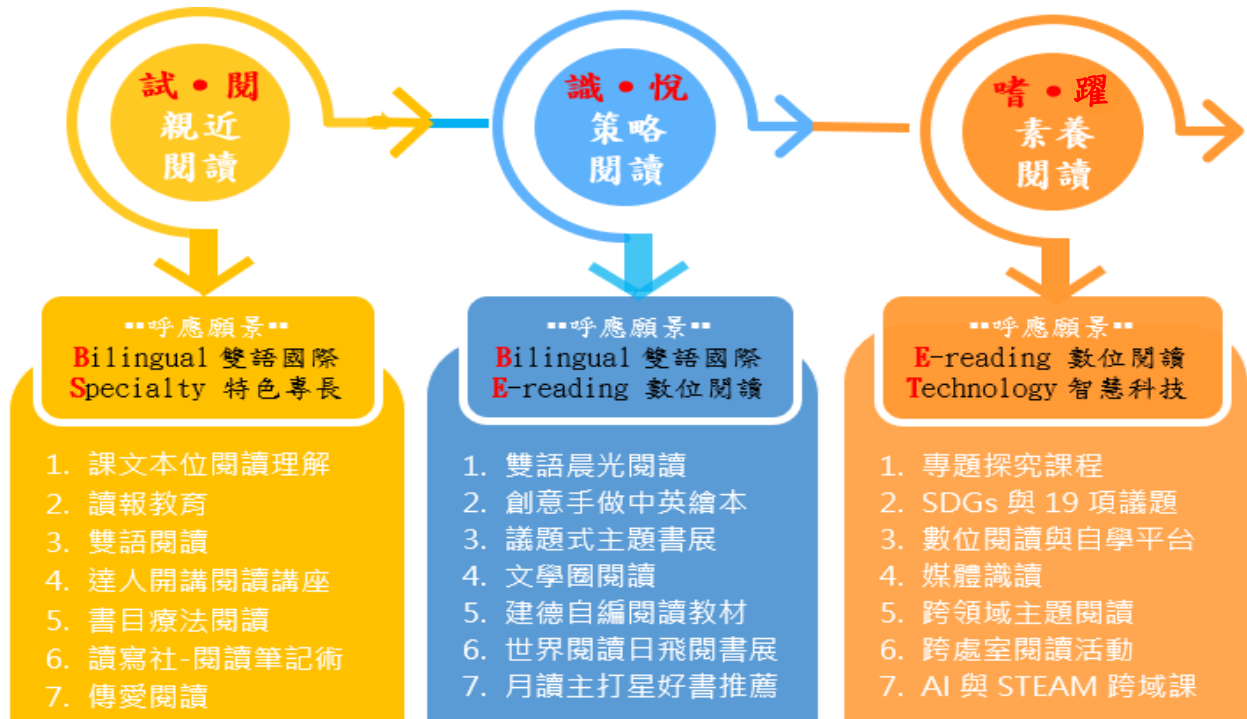 試•閱
親近
閱讀
▪▪呼應願景▪▪
Bilingual 雙語國際
Specialty 特色專長
1. 課文本位閱讀理解
2. 讀報教育
3. 雙語閱讀
4. 達人開講閱讀講座
5. 書目療法閱讀
6. 讀寫社-閱讀筆記術
7. 傳愛閱讀
識•悅
策略
閱讀
▪▪呼應願景▪▪
Bilingual 雙語國際
E-reading 數位閱讀
1. 雙語晨光閱讀
2. 創意手做中英繪本
3. 議題式主題書展
4. 文學圈閱讀
5. 建德自編閱讀教材
6. 世界閱讀日飛閱書展
7. 月讀主打星好書推薦
嗜•躍
素養
閱讀
▪▪呼應願景▪▪
E-reading 數位閱讀
Technology 智慧科技
1. 專題探究課程
2. SDGs 與 19 項議題
3. 數位閱讀與自學平台
4. 媒體識讀
5. 跨領域主題閱讀
6. 跨處室閱讀活動
7. AI 與 STEAM 跨域課